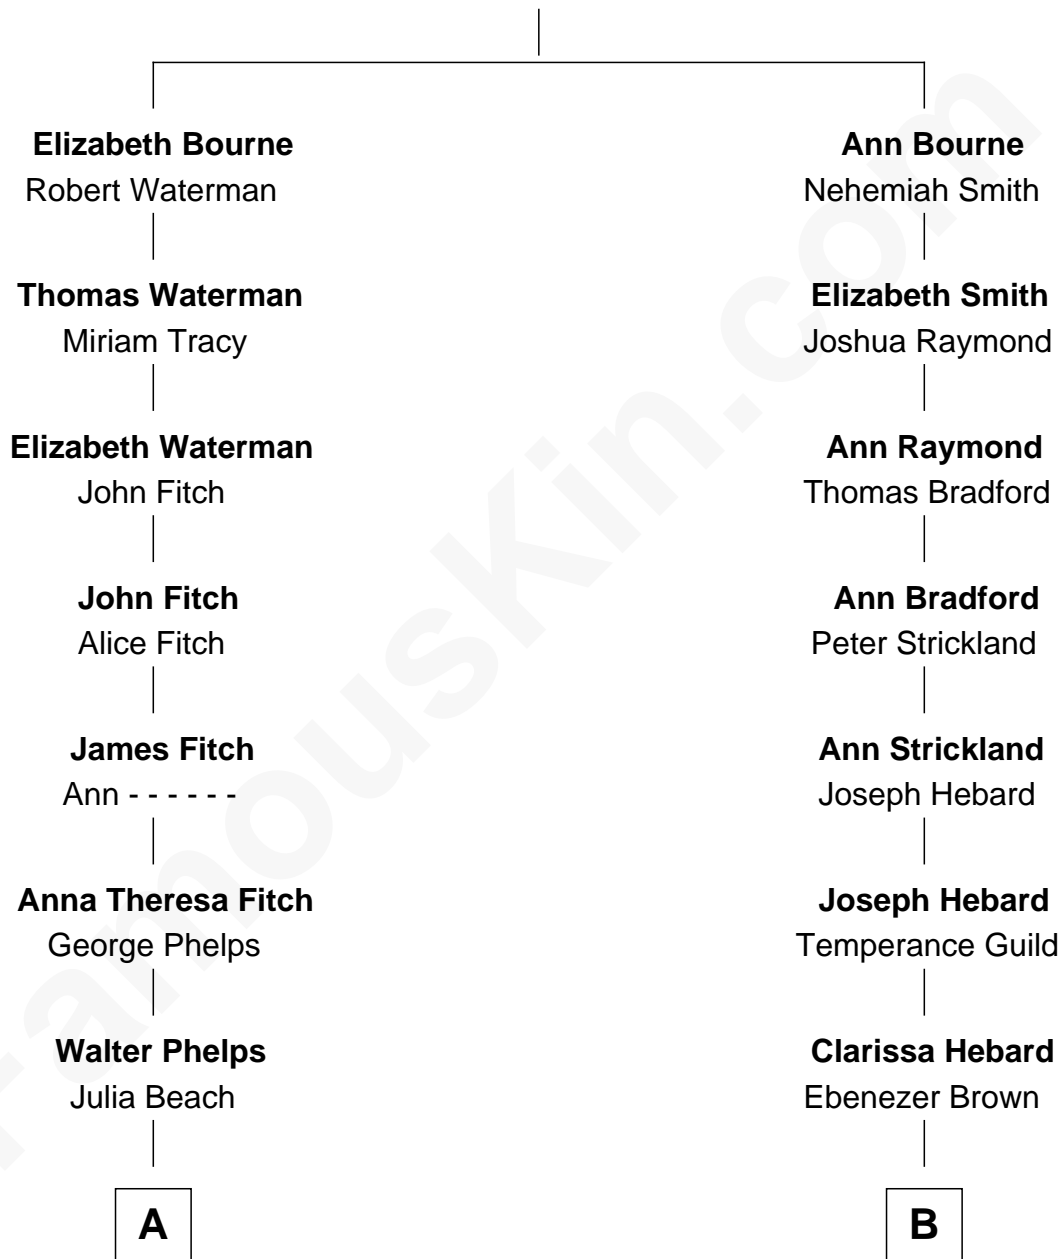 Elizabeth Bourne
Robert Waterman
Thomas Waterman
Miriam Tracy
Elizabeth Waterman
John Fitch
John Fitch
Alice Fitch
James Fitch
Ann - - - - - -
Anna Theresa Fitch
George Phelps
Walter Phelps
Julia Beach
A
Ann Bourne
Nehemiah Smith
Elizabeth Smith
Joshua Raymond
Ann Raymond
Thomas Bradford
Ann Bradford
Peter Strickland
Ann Strickland
Joseph Hebard
Joseph Hebard
Temperance Guild
Clarissa Hebard
Ebenezer Brown
B
FamousKin.com